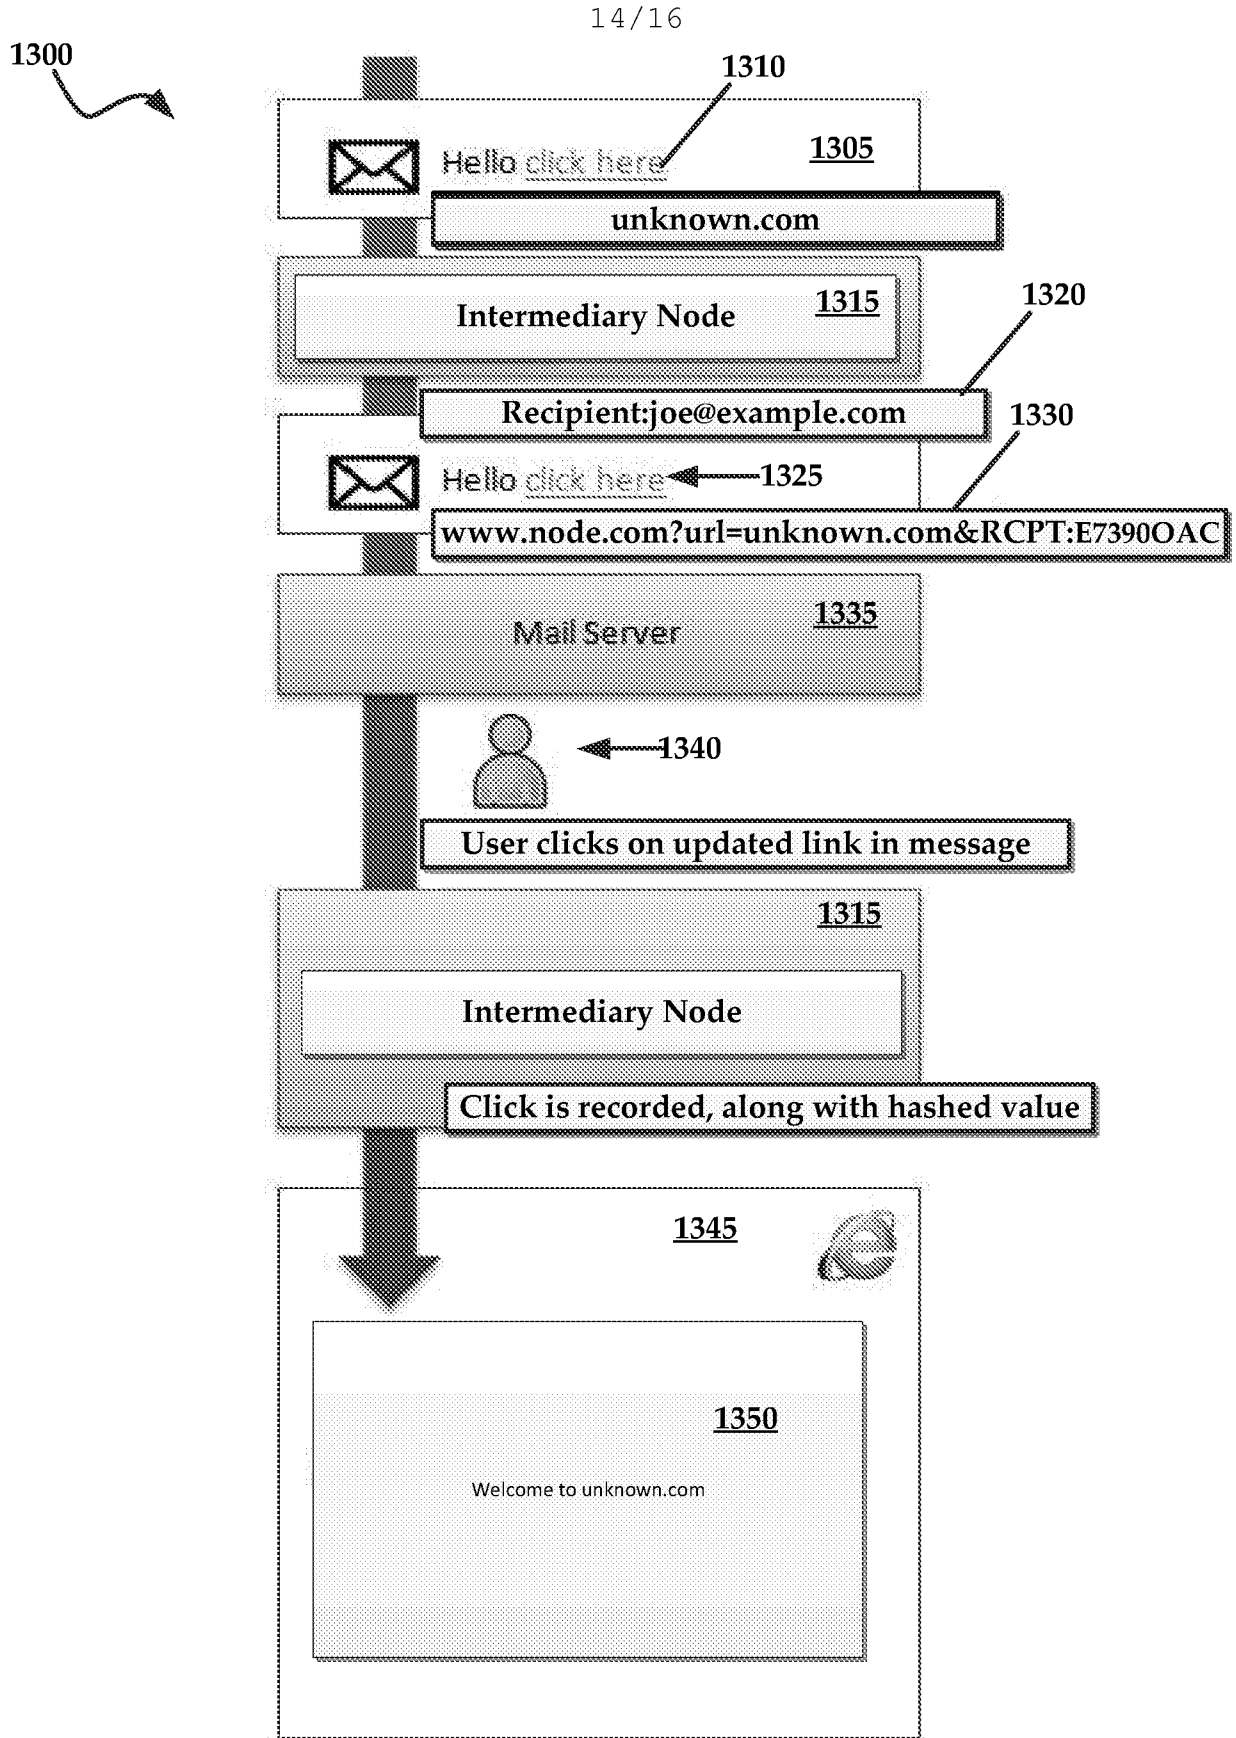 14/16
1300
1310
Hello click here
1305
unknown.com
Intermediary Node
1315
1320
Recipient:joe@example.com
1330
Hello click here
1325
www.node.com?url=unknown.com&RCPT:E7390OAC
Mail Server
1335
1340
User clicks on updated link in message
1315
Intermediary Node
Click is recorded, along with hashed value
1345
1350
Welcome to unknown.com